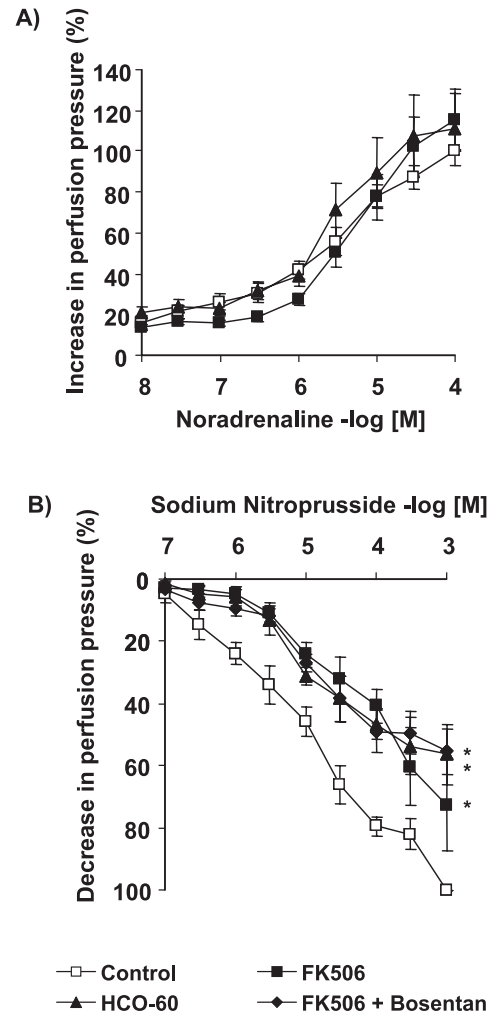 A)
Increase in perfusion pressure (%)
140
120
100
80
60
40
20
0
8 7 6 5 4
Noradrenaline -log [M]
B)
Sodium Nitroprusside -log [M]
7 6 5 4 3
Decrease in perfusion pressure (%)
0
20
40
60
80
100
*
*
*
Control FK506
HCO-60 FK506 + Bosentan